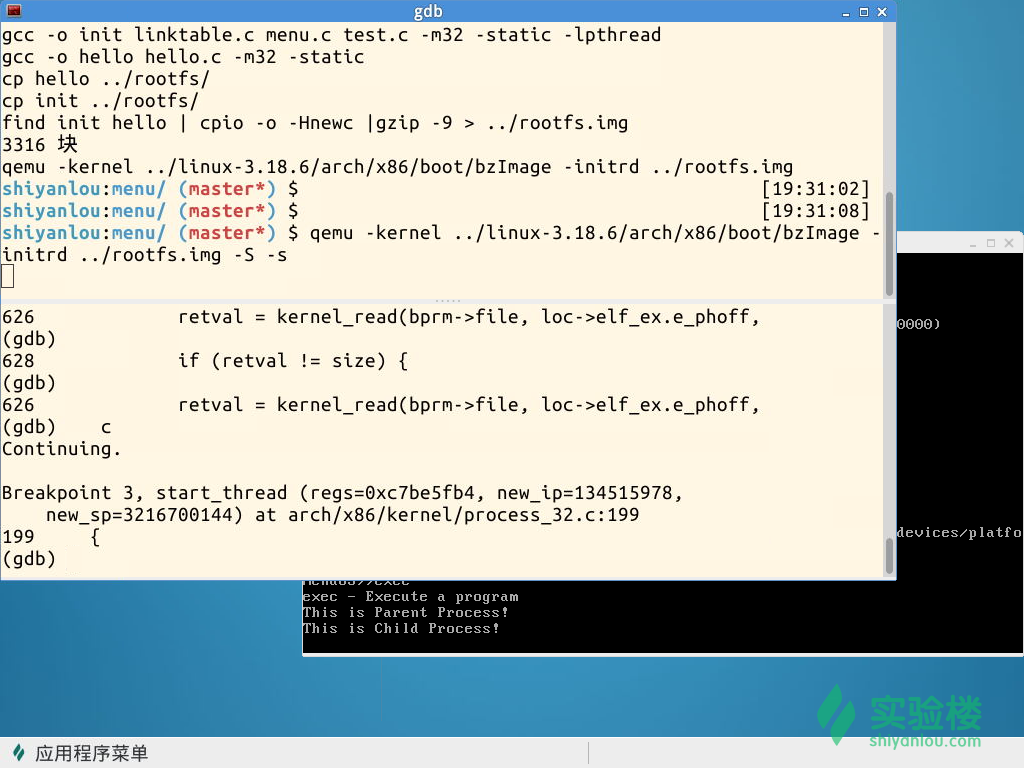 gdb
gcc -o init linktable.c menu.c test.c -m32 -static -lpthread
gcc -o hello hello.c -m32 -static
cp hello ../rootfs/
cp init ../rootfs/
find init hello | cpio -o -Hnewc |gzip -9 > ../rootfs.img
3316 块
qemu -kernel ../linux-3.18.6/arch/x86/boot/bzImage -initrd ../rootfs.img
shiyanlou:menu/ (master*) $ [19:31:02]
shiyanlou:menu/ (master*) $ [19:31:08]
shiyanlou:menu/ (master*) $ qemu -kernel ../linux-3.18.6/arch/x86/boot/bzImage -
initrd ../rootfs.img -S -s
626 retval = kernel_read(bprm->file, loc->elf_ex.e_phoff,
(gdb)
628 if (retval != size) {
(gdb)
626 retval = kernel_read(bprm->file, loc->elf_ex.e_phoff,
(gdb) c
Continuing.
Breakpoint 3, start_thread (regs=0xc7be5fb4, new_ip=134515978,
new_sp=3216700144) at arch/x86/kernel/process_32.c:199
199 {
(gdb)
0000)
devices/platfo
MenuOS>>exec
exec - Execute a program
This is Parent Process!
This is Child Process!
实验楼
shiyanlou.com
应用程序菜单